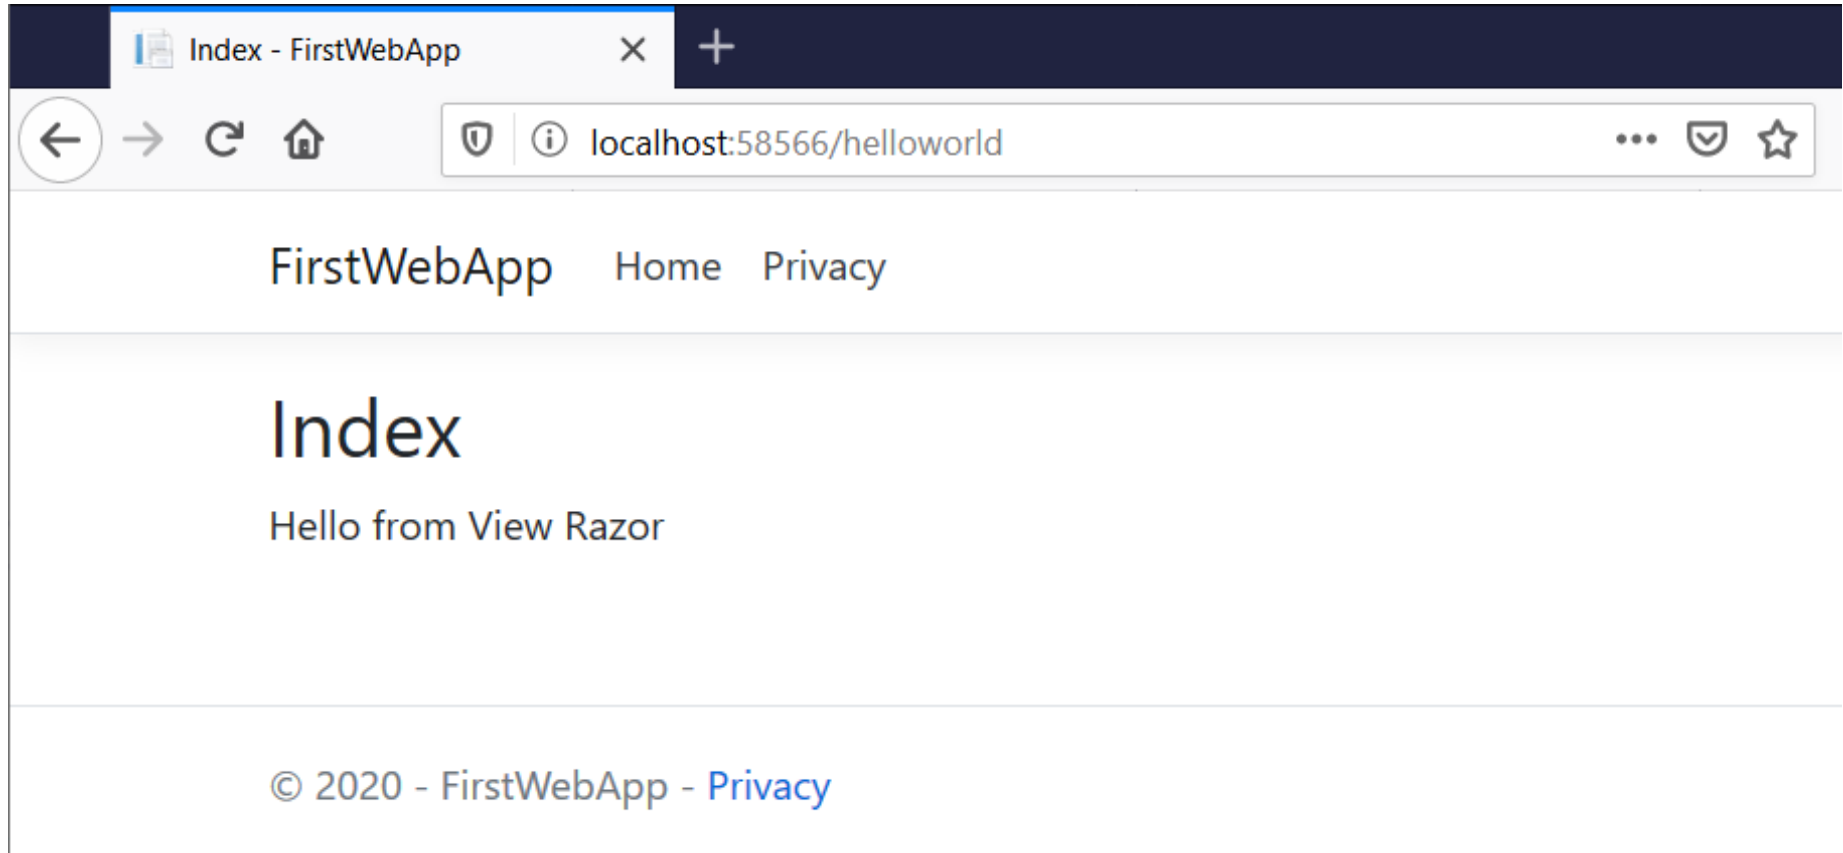 Index - FirstWebApp
localhost:58566/helloworld
FirstWebApp Home Privacy
Index
Hello from View Razor
© 2020 - FirstWebApp - Privacy